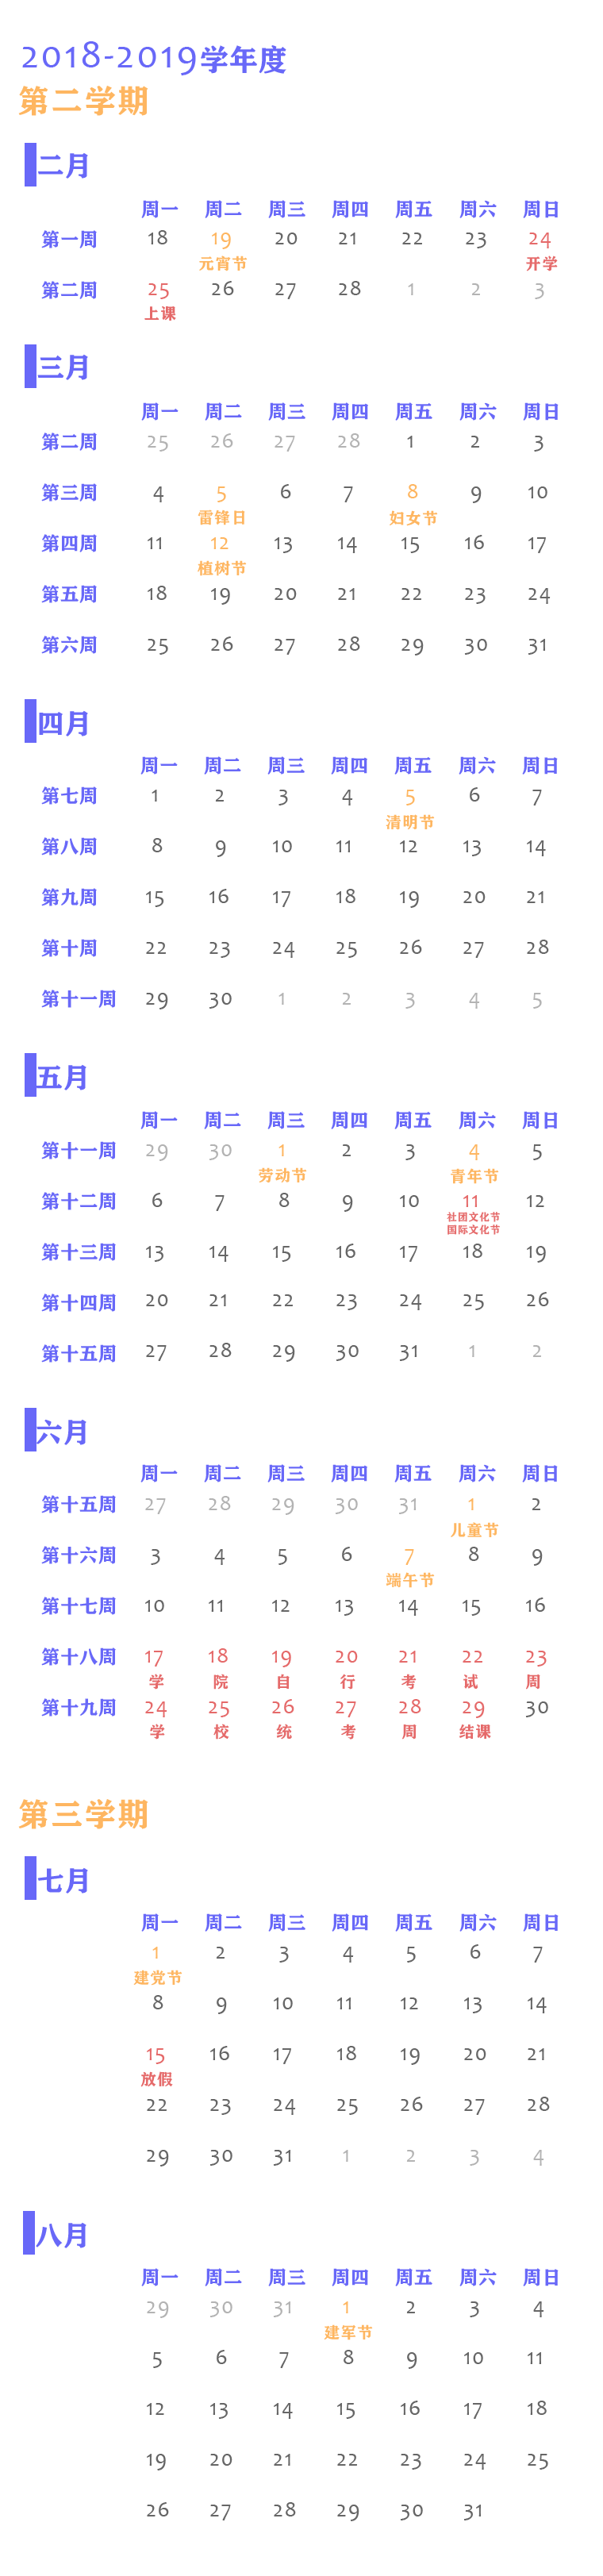 2018-2019学年度
第二学期
二月
周一 周二 周三 周四 周五 周六 周日
第一周 18 19 20 21 22 23 24
元宵节 开学
第二周 25 26 27 28 1 2 3
上课
三月
周一 周二 周三 周四 周五 周六 周日
第二周 25 26 27 28 1 2 3
第三周 4 5 6 7 8 9 10
雷锋日 妇女节
第四周 11 12 13 14 15 16 17
植树节
第五周 18 19 20 21 22 23 24
第六周 25 26 27 28 29 30 31
四月
周一 周二 周三 周四 周五 周六 周日
第七周 1 2 3 4 5 6 7
清明节
第八周 8 9 10 11 12 13 14
第九周 15 16 17 18 19 20 21
第十周 22 23 24 25 26 27 28
第十一周 29 30 1 2 3 4 5
五月
周一 周二 周三 周四 周五 周六 周日
第十一周 29 30 1 2 3 4 5
劳动节 青年节
第十二周 6 7 8 9 10 11 12
社团文化节
国际文化节
第十三周 13 14 15 16 17 18 19
第十四周 20 21 22 23 24 25 26
第十五周 27 28 29 30 31 1 2
六月
周一 周二 周三 周四 周五 周六 周日
第十五周 27 28 29 30 31 1 2
儿童节
第十六周 3 4 5 6 7 8 9
端午节
第十七周 10 11 12 13 14 15 16
第十八周 17 18 19 20 21 22 23
学 院 自 行 考 试 周
第十九周 24 25 26 27 28 29 30
学 校 统 考 周 结课
第三学期
七月
周一 周二 周三 周四 周五 周六 周日
1 2 3 4 5 6 7
建党节
8 9 10 11 12 13 14
15 16 17 18 19 20 21
放假
22 23 24 25 26 27 28
29 30 31 1 2 3 4
八月
周一 周二 周三 周四 周五 周六 周日
29 30 31 1 2 3 4
建军节
5 6 7 8 9 10 11
12 13 14 15 16 17 18
19 20 21 22 23 24 25
26 27 28 29 30 31